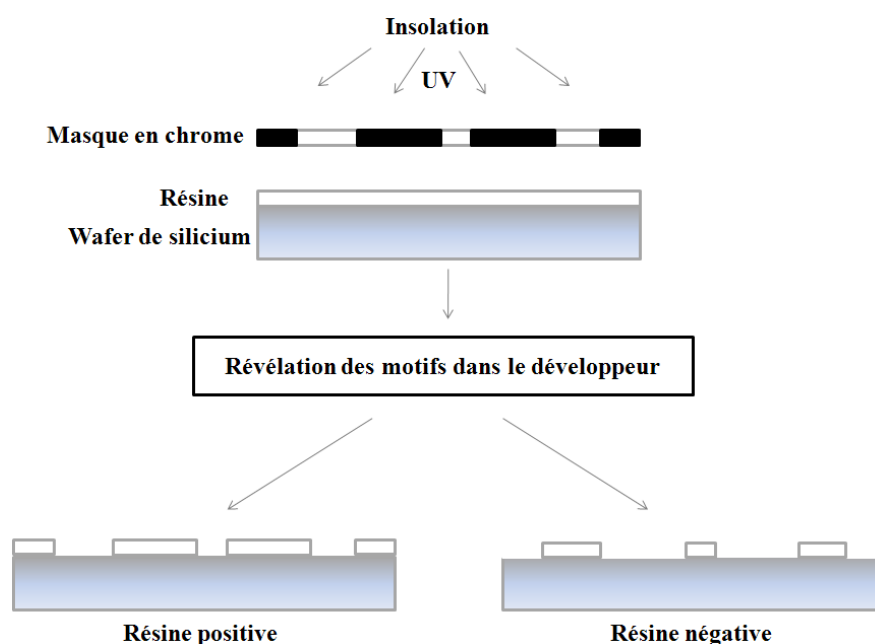 Insolation
UV
Masque en chrome
Résine
Wafer de silicium
Révélation des motifs dans le développeur
Résine positive
Résine négative